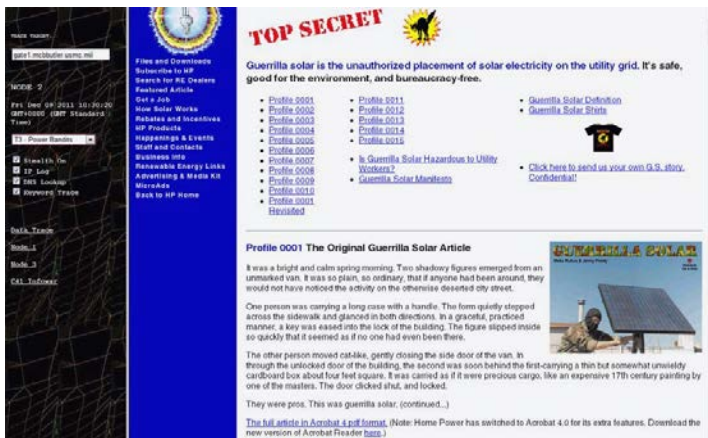 TRACE TARGET
gate1.mcbbutler.usmc.mil
NODE 2
Fri Dec 09 2011 10:30:20
GMT+0000 (GMT Standard
Time)
T3 - Power Bandits
Stealth On
IP Log
DNS Lookup
Keyword Trace
Data Trace
Node 1
Node 3
C4I Infowar
Files and Downloads
Subscribe to HP
Search for RE Dealers
Featured Article
Get a Job
How Solar Works
Rebates and Incentives
HP Products
Happenings & Events
Staff and Contacts
Business Info
Renewable Energy Links
Advertising & Media Kit
MicroAds
Back to HP Home
TOP SECRET
Guerrilla solar is the unauthorized placement of solar electricity on the utility grid. It's safe,
good for the environment, and bureaucracy-free.
Profile 0001
Profile 0002
Profile 0003
Profile 0004
Profile 0005
Profile 0006
Profile 0007
Profile 0008
Profile 0009
Profile 0010
Profile 0001
Revisited
Profile 0011
Profile 0012
Profile 0013
Profile 0014
Profile 0015
Is Guerrilla Solar Hazardous to Utility
Workers?
Guerrilla Solar Manifesto
Guerrilla Solar Definition
Guerrilla Solar Shirts
Click here to send us your own G.S. story.
Confidential!
Profile 0001 The Original Guerrilla Solar Article
GUERRILLA SOLAR
It was a bright and calm spring morning. Two shadowy figures emerged from an
unmarked van. It was so plain, so ordinary, that if anyone had been around, they
would not have noticed the activity on the otherwise deserted city street.
One person was carrying a long case with a handle. The form quietly stepped
across the sidewalk and glanced in both directions. In a graceful, practiced
manner, a key was eased into the lock of the building. The figure slipped inside
so quickly that it seemed as if no one had even been there.
The other person moved cat-like, gently closing the side door of the van. In
through the unlocked door of the building, the second was soon behind the first-carrying a thin but somewhat unwieldy
cardboard box about four feet square. It was carried as if it were precious cargo, like an expensive 17th century painting by
one of the masters. The door clicked shut, and locked.
They were pros. This was guerrilla solar, (continued...)
The full article in Acrobat 4 pdf format. (Note: Home Power has switched to Acrobat 4.0 for its extra features. Download the
new version of Acrobat Reader here.)